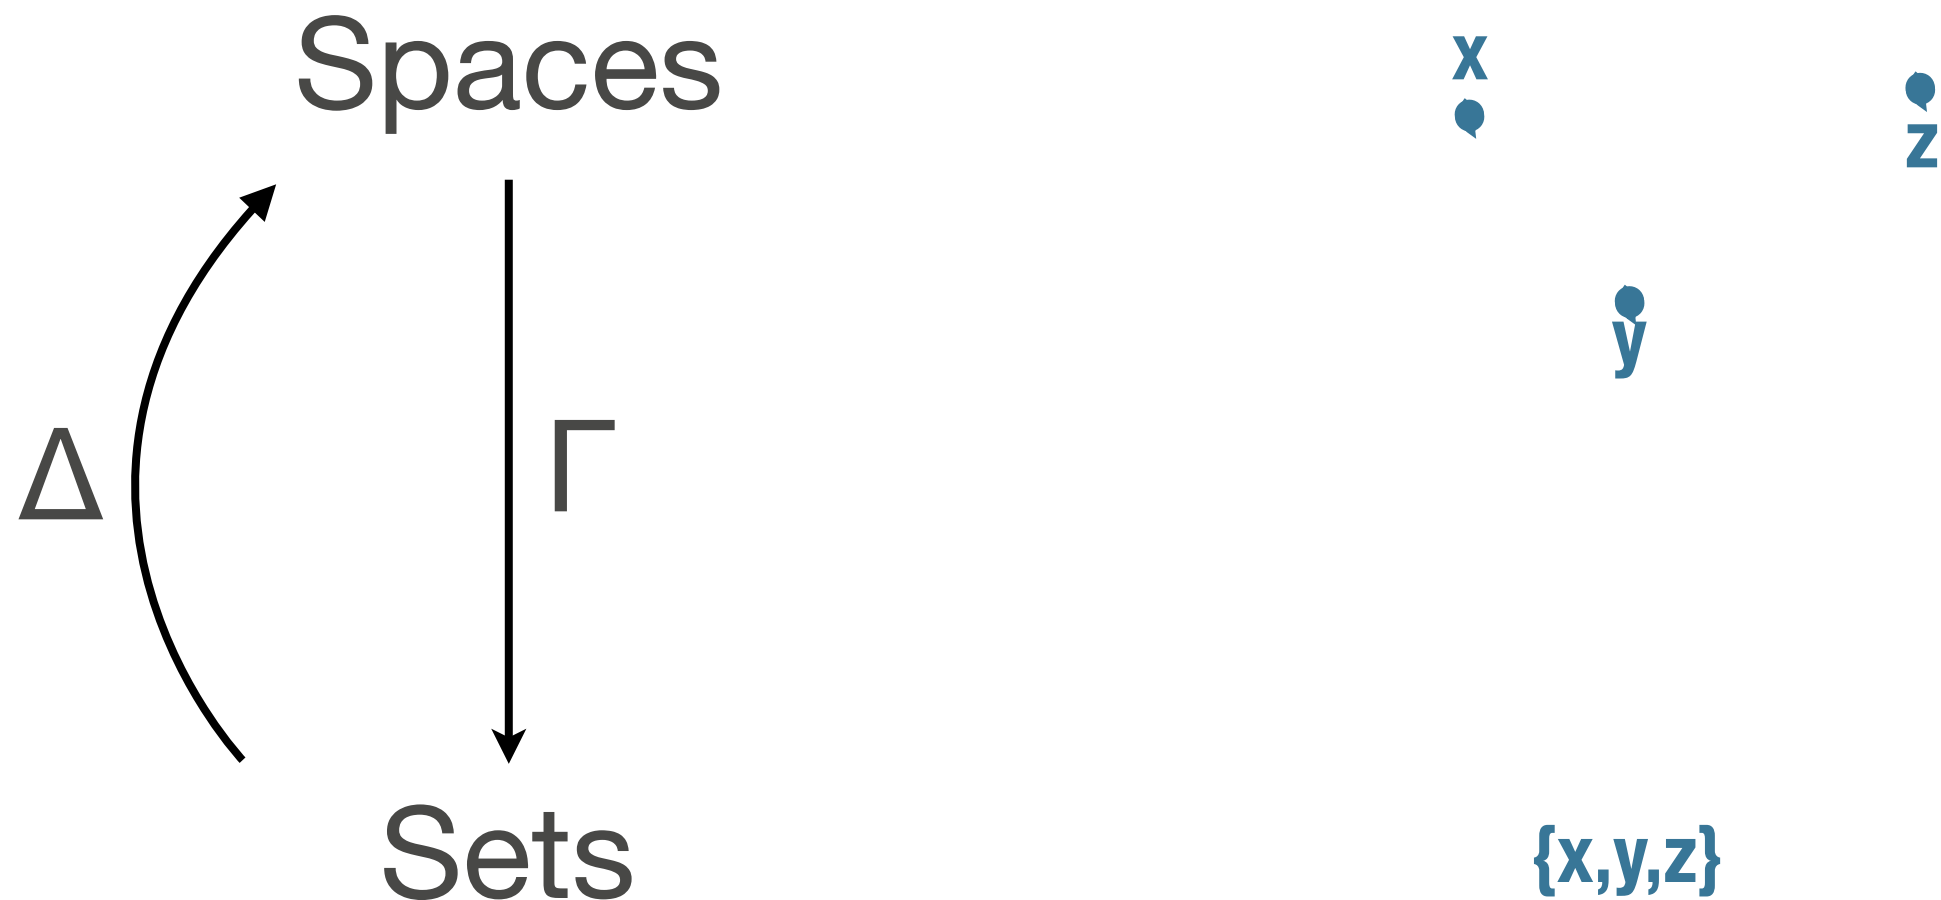 Spaces
x
z
y
Δ
Γ
Sets
{x,y,z}